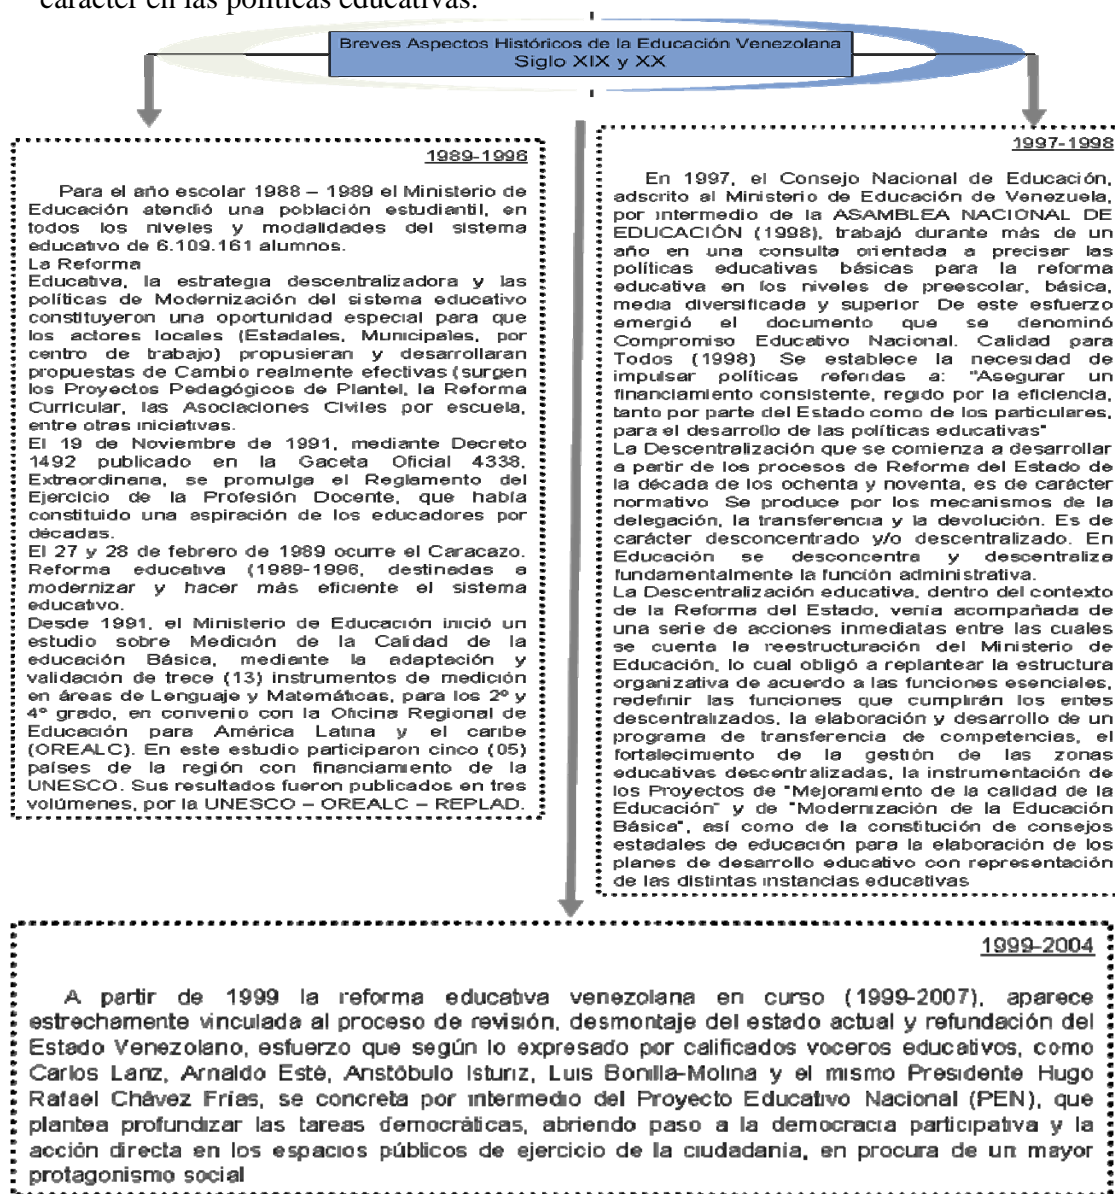 carácter en las políticas educativas.
Breves Aspectos Históricos de la Educación Venezolana
Siglo XIX y XX
1989-1996
Para el año escolar 1988 – 1989 el Ministerio de
Educación atendió una población estudiantil, en
todos los niveles y modalidades del sistema
educativo de 6.109.161 alumnos.
La Reforma
Educativa, la estrategia descentralizadora y las
políticas de Modernización del sistema educativo
constituyeron una oportunidad especial para que
los actores locales (Estadales, Municipales, por
centro de trabajo) propusieran y desarrollaran
propuestas de Cambio realmente efectivas (surgen
los Proyectos Pedagógicos de Plantel, la Reforma
Curricular, las Asociaciones Civiles por escuela,
entre otras iniciativas.
El 19 de Noviembre de 1991, mediante Decreto
1492 publicado en la Gaceta Oficial 4338,
Extraordinaria, se promulga el Reglamento del
Ejercicio de la Profesión Docente, que había
constituido una aspiración de los educadores por
décadas.
El 27 y 28 de febrero de 1989 ocurre el Caracazo.
Reforma educativa (1989-1996, destinadas a
modernizar y hacer más eficiente el sistema
educativo.
Desde 1991, el Ministerio de Educación inició un
estudio sobre Medición de la Calidad de la
educación Básica, mediante la adaptación y
validación de trece (13) instrumentos de medición
en áreas de Lenguaje y Matemáticas, para los 2º y
4º grado, en convenio con la Oficina Regional de
Educación para América Latina y el caribe
(OREALC). En este estudio participaron cinco (05)
países de la región con financiamiento de la
UNESCO. Sus resultados fueron publicados en tres
volúmenes, por la UNESCO – OREALC – REPLAD.
1997-1998
En 1997, el Consejo Nacional de Educación,
adscrito al Ministerio de Educación de Venezuela,
por intermedio de la ASAMBLEA NACIONAL DE
EDUCACIÓN (1998), trabajó durante más de un
año en una consulta orientada a precisar las
políticas educativas básicas para la reforma
educativa en los niveles de preescolar, básica,
media diversificada y superior De este esfuerzo
emergió el documento que se denominó
Compromiso Educativo Nacional. Calidad para
Todos (1998) Se establece la necesidad de
impulsar políticas referidas a: "Asegurar un
financiamiento consistente, regido por la eficiencia,
tanto por parte del Estado como de los particulares,
para el desarrollo de las políticas educativas"
La Descentralización que se comienza a desarrollar
a partir de los procesos de Reforma del Estado de
la década de los ochenta y noventa, es de carácter
normativo Se produce por los mecanismos de la
delegación, la transferencia y la devolución. Es de
carácter desconcentrado y/o descentralizado. En
Educación se desconcentra y descentraliza
fundamentalmente la función administrativa.
La Descentralización educativa, dentro del contexto
de la Reforma del Estado, venía acompañada de
una serie de acciones inmediatas entre las cuales
se cuenta la reestructuración del Ministerio de
Educación, lo cual obligó a replantear la estructura
organizativa de acuerdo a las funciones esenciales,
redefinir las funciones que cumplirán los entes
descentralizados, la elaboración y desarrollo de un
programa de transferencia de competencias, el
fortalecimiento de la gestión de las zonas
educativas descentralizadas, la instrumentación de
los Proyectos de "Mejoramiento de la calidad de la
Educación" y de "Modernización de la Educación
Básica", así como de la constitución de consejos
estadales de educación para la elaboración de los
planes de desarrollo educativo con representación
de las distintas instancias educativas
1999-2004
A partir de 1999 la reforma educativa venezolana en curso (1999-2007), aparece
estrechamente vinculada al proceso de revisión, desmontaje del estado actual y refundación del
Estado Venezolano, esfuerzo que según lo expresado por calificados voceros educativos, como
Carlos Lanz, Arnaldo Esté, Aristóbulo Isturiz, Luis Bonilla-Molina y el mismo Presidente Hugo
Rafael Chávez Frías, se concreta por intermedio del Proyecto Educativo Nacional (PEN), que
plantea profundizar las tareas democráticas, abriendo paso a la democracia participativa y la
acción directa en los espacios públicos de ejercicio de la ciudadanía, en procura de un mayor
protagonismo social